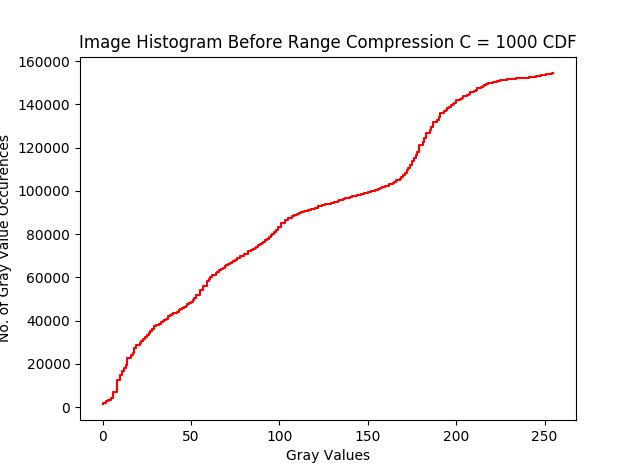 Image Histogram Before Range Compression C = 1000 CDF
No. of Gray Value Occurences
160000
140000
120000
100000
80000
60000
40000
20000
0
0 50 100 150 200 250
Gray Values